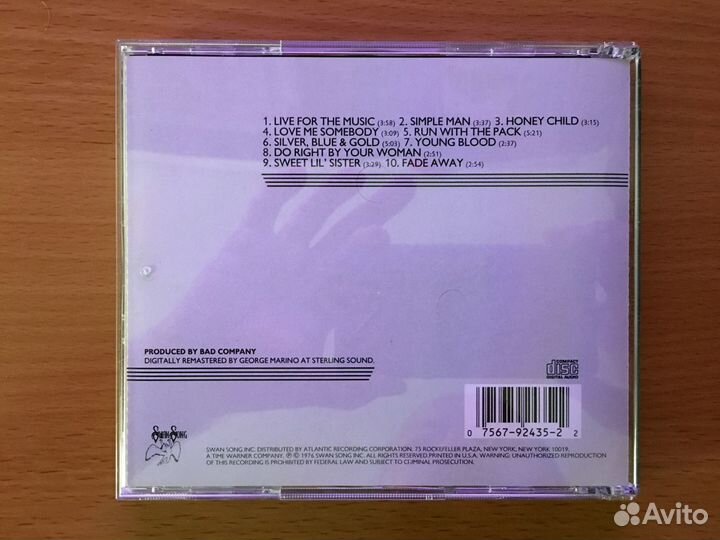 1. LIVE FOR THE MUSIC (3:58) 2. SIMPLE MAN (3:37) 3. HONEY CHILD (3:15)
4. LOVE ME SOMEBODY (3:09) 5. RUN WITH THE PACK (5:21)
6. SILVER, BLUE & GOLD (5:03) 7. YOUNG BLOOD (2:37)
8. DO RIGHT BY YOUR WOMAN (2:51)
9. SWEET LIL' SISTER (3:29) 10. FADE AWAY (2:54)
PRODUCED BY BAD COMPANY
DIGITALLY REMASTERED BY GEORGE MARINO AT STERLING SOUND.
COMPACT
disc
DIGITAL AUDIO
0 7567-92435-2 2
SWAN SONG
SWAN SONG INC. DISTRIBUTED BY ATLANTIC RECORDING CORPORATION. 75 ROCKEFELLER PLAZA, NEW YORK, NEW YORK 10019.
A TIME WARNER COMPANY. ℗ © 1976 SWAN SONG INC. ALL RIGHTS RESERVED. PRINTED IN U.S.A. WARNING: UNAUTHORIZED REPRODUCTION
OF THIS RECORDING IS PROHIBITED BY FEDERAL LAW AND SUBJECT TO CRIMINAL PROSECUTION.
Avito